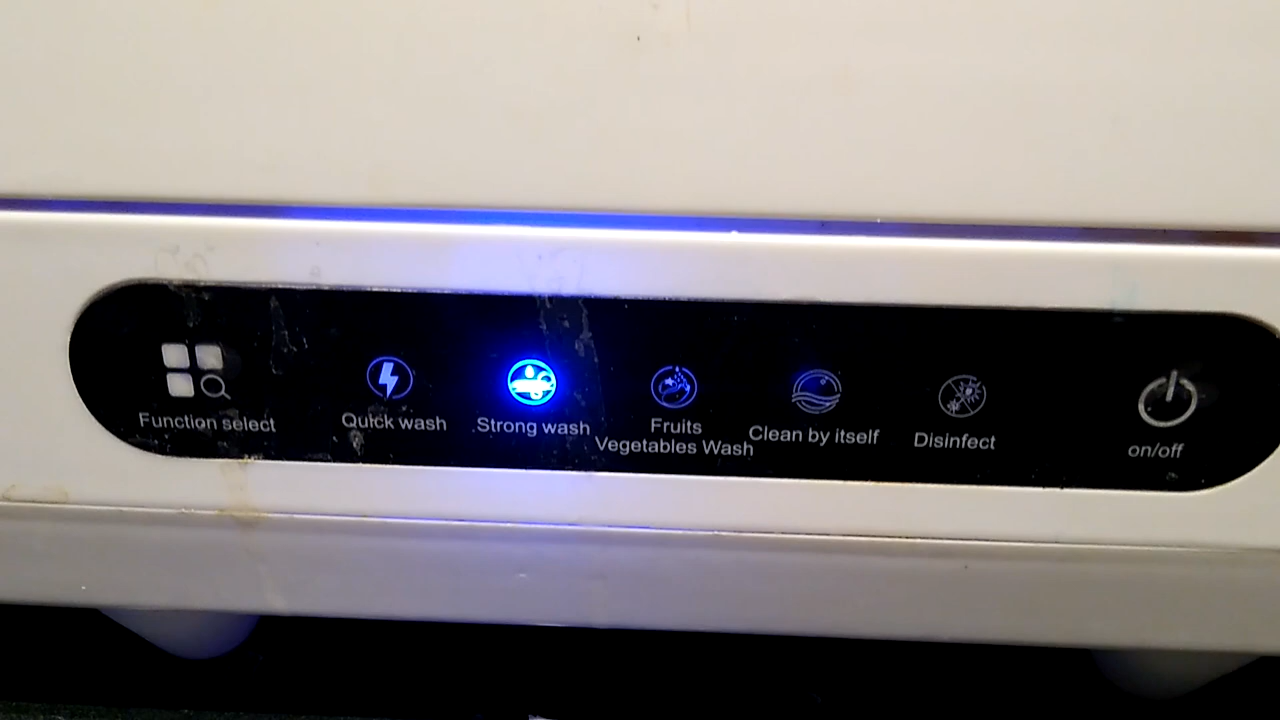 Function select
Quick wash
Strong wash
Fruits
Vegetables Wash
Clean by itself
Disinfect
on/off